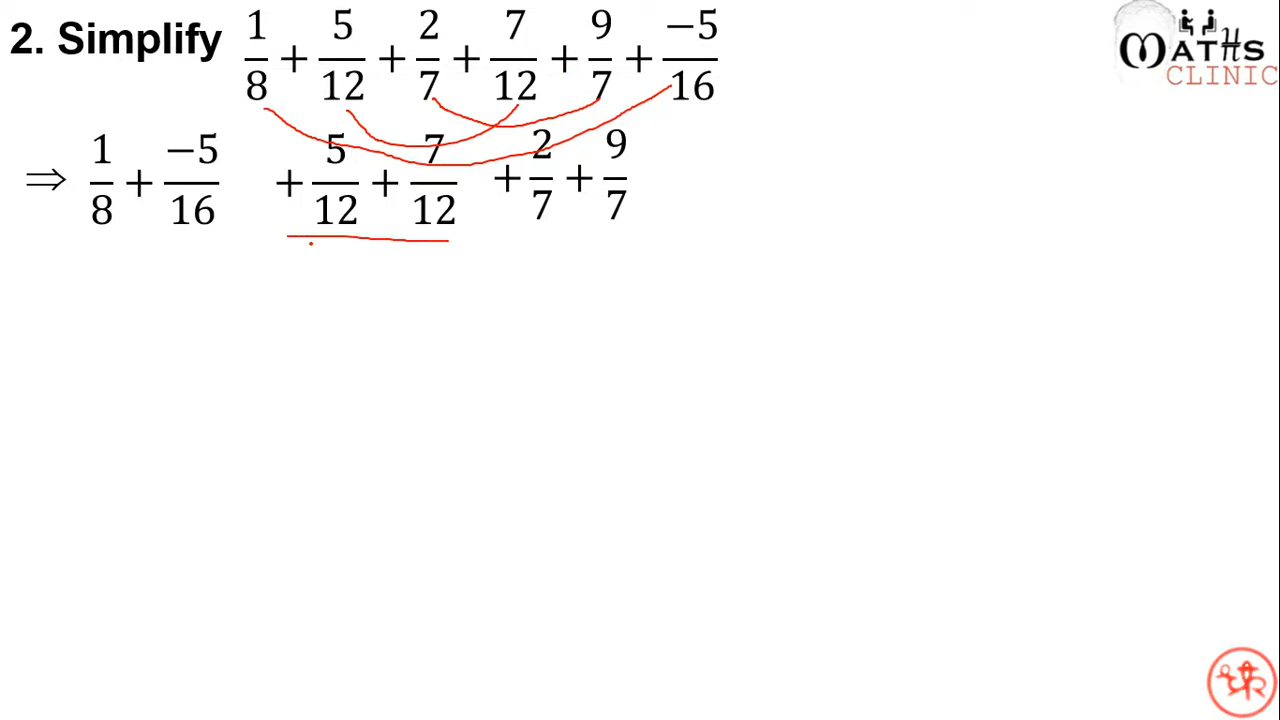 2. Simplify 1/8 + 5/12 + 2/7 + 7/12 + 9/7 + −5/16
⇒ 1/8 + −5/16 + 5/12 + 7/12 + 2/7 + 9/7
MATHS
CLINIC